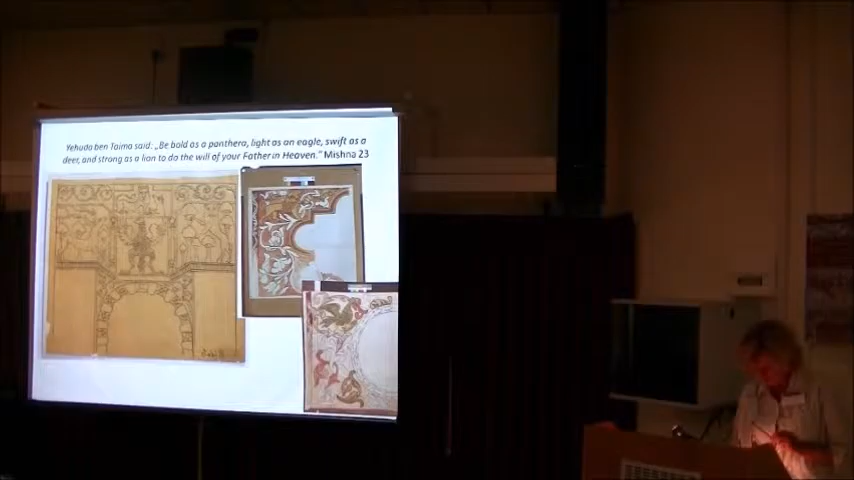 Yehuda ben Taima said: „Be bold as a panthera, light as an eagle, swift as a
deer, and strong as a lion to do the will of your Father in Heaven." Mishna 23